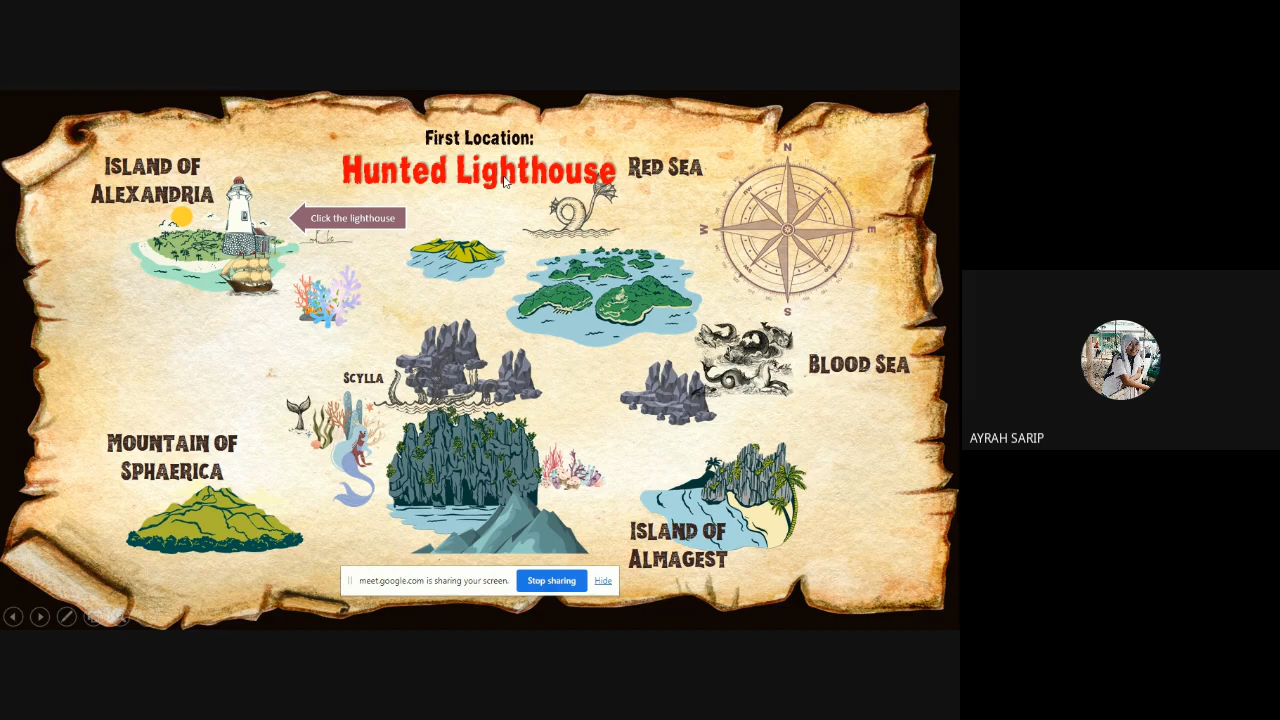 First Location:
Hunted Lighthouse
ISLAND OF
ALEXANDRIA
RED SEA
N
W
E
S
Click the lighthouse
BLOOD SEA
SCYLLA
MOUNTAIN OF
SPHAERICA
ISLAND OF
ALMAGEST
meet.google.com is sharing your screen.
Stop sharing
Hide
AYRAH SARIP